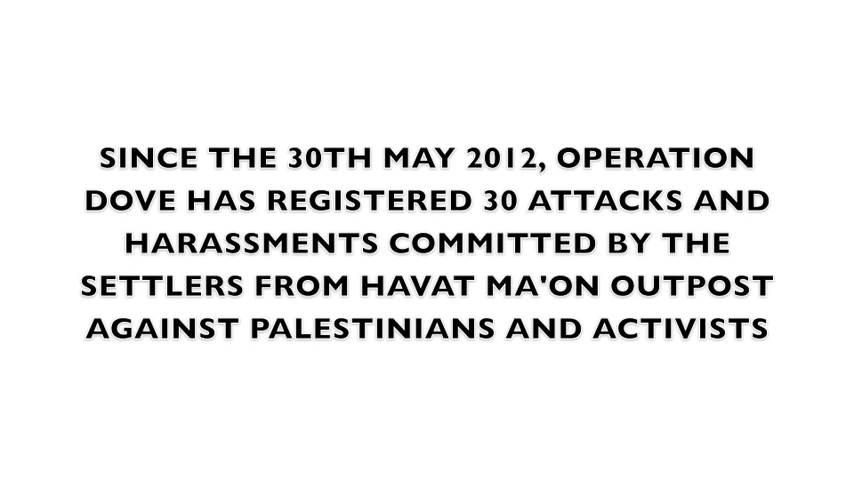 SINCE THE 30TH MAY 2012, OPERATION
DOVE HAS REGISTERED 30 ATTACKS AND
HARASSMENTS COMMITTED BY THE
SETTLERS FROM HAVAT MA'ON OUTPOST
AGAINST PALESTINIANS AND ACTIVISTS